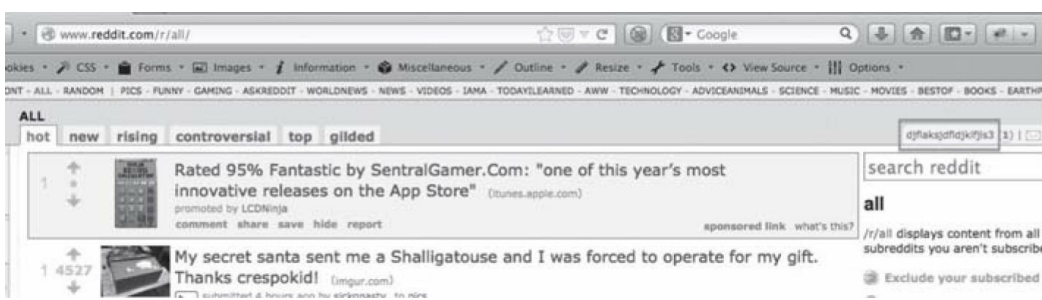 www.reddit.com/r/all/ Google
okies CSS Forms Images Information Miscellaneous Outline Resize Tools View Source Options
ONT - ALL - RANDOM | PICS - FUNNY - GAMING - ASKREDDIT - WORLDNEWS - NEWS - VIDEOS - IAMA - TODAYILEARNED - AWW - TECHNOLOGY - ADVICEANIMALS - SCIENCE - MUSIC - MOVIES - BESTOF - BOOKS - EARTHP
ALL
hot new rising controversial top gilded
(1) |
search reddit
1
Rated 95% Fantastic by SentralGamer.Com: "one of this year's most
innovative releases on the App Store" (itunes.apple.com)
promoted by LCDNinja
comment share save hide report
sponsored link what's this?
all
/r/all displays content from all
subreddits you aren't subscribe
Exclude your subscribed
1 4527
My secret santa sent me a Shalligatouse and I was forced to operate for my gift.
Thanks crespokid! (imgur.com)
submitted 4 hours ago by sicknnasty to pics